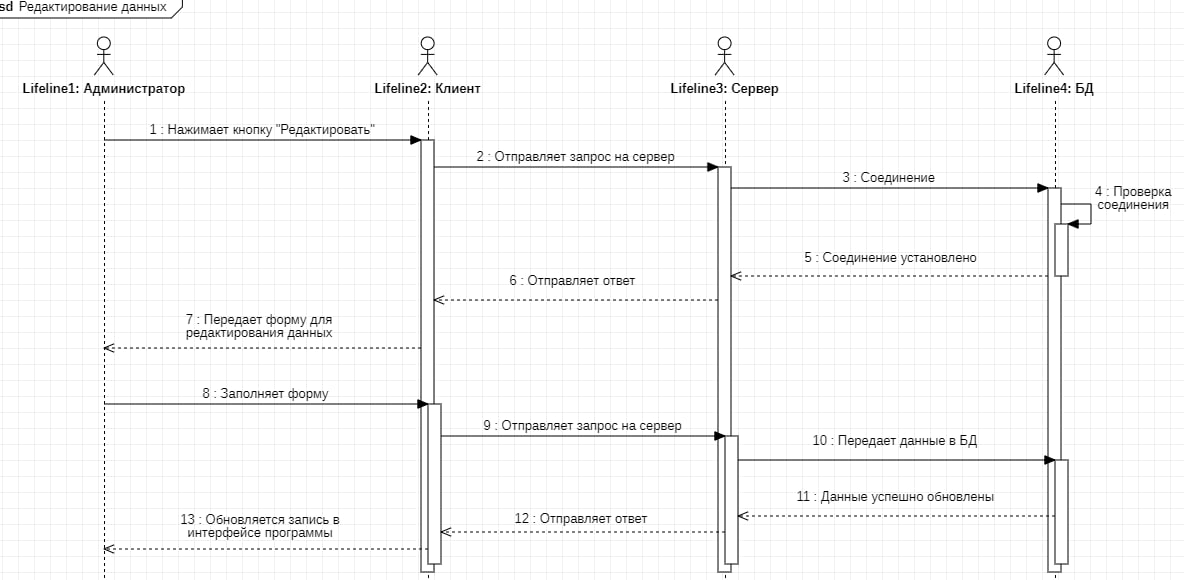 sd Редактирование данных
Lifeline1: Администратор
Lifeline2: Клиент
Lifeline3: Сервер
Lifeline4: БД
1 : Нажимает кнопку "Редактировать"
2 : Отправляет запрос на сервер
3 : Соединение
4 : Проверка
соединения
5 : Соединение установлено
6 : Отправляет ответ
7 : Передает форму для
редактирования данных
8 : Заполняет форму
9 : Отправляет запрос на сервер
10 : Передает данные в БД
11 : Данные успешно обновлены
12 : Отправляет ответ
13 : Обновляется запись в
интерфейсе программы